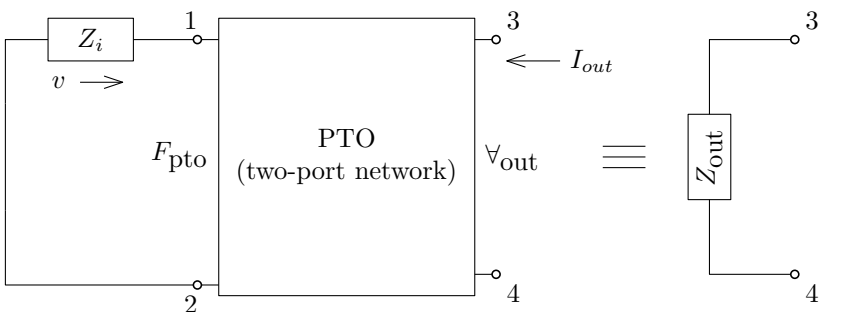 1
Z_i
v
F_pto
2
PTO
(two-port network)
3
I_out
∀_out
4
≡
3
Z_out
4